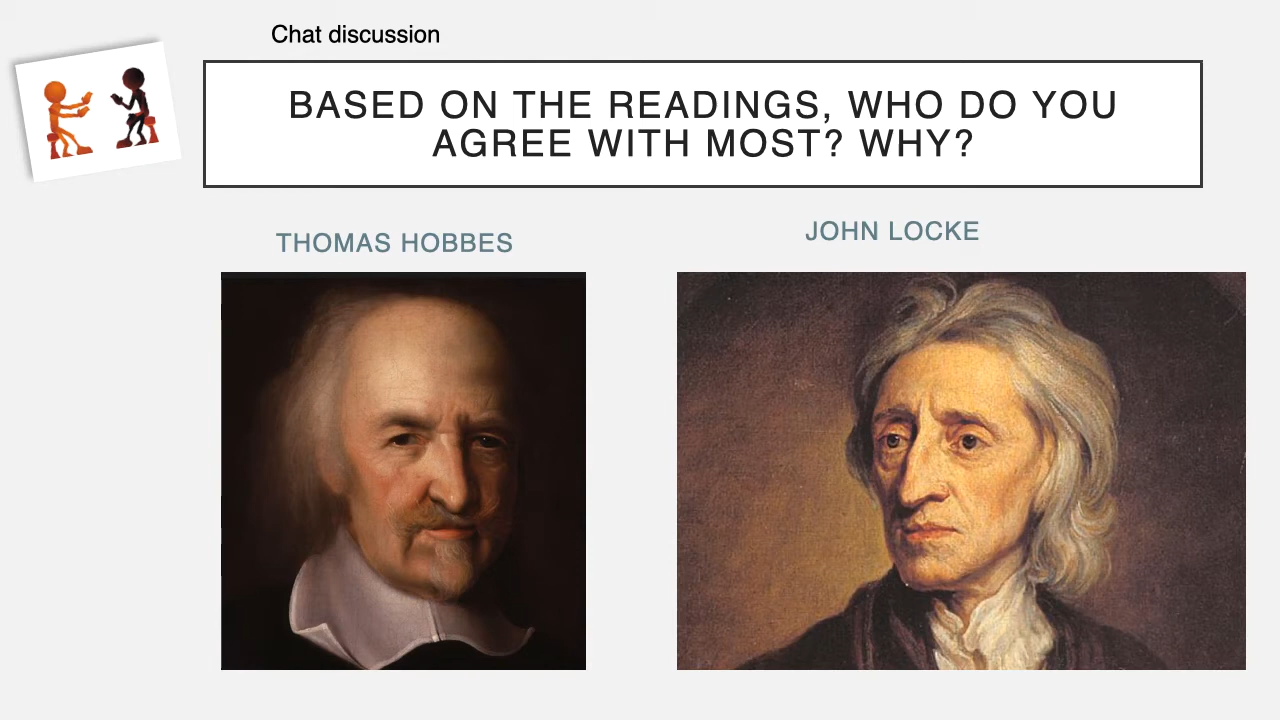 Chat discussion
BASED ON THE READINGS, WHO DO YOU
AGREE WITH MOST? WHY?
THOMAS HOBBES
JOHN LOCKE